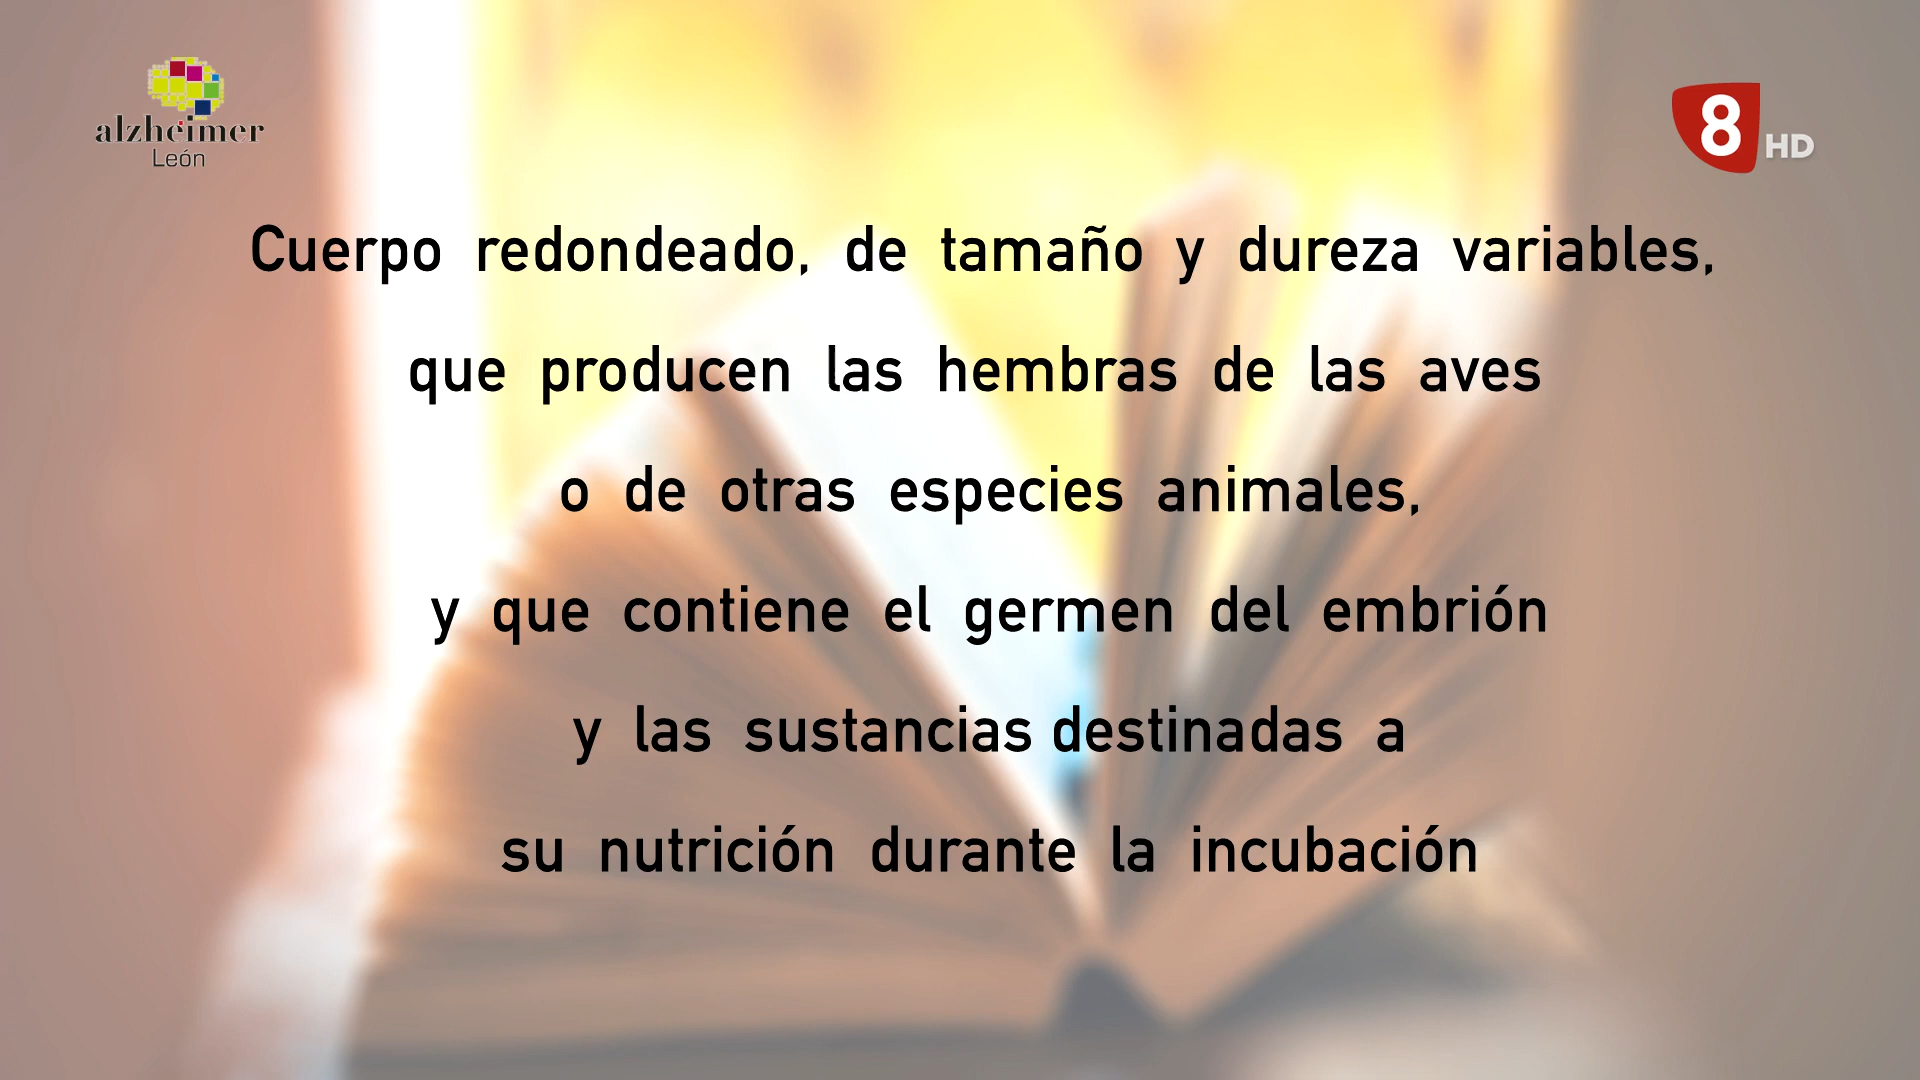 alzheimer
León
8 HD
Cuerpo redondeado, de tamaño y dureza variables,
que producen las hembras de las aves
o de otras especies animales,
y que contiene el germen del embrión
y las sustancias destinadas a
su nutrición durante la incubación